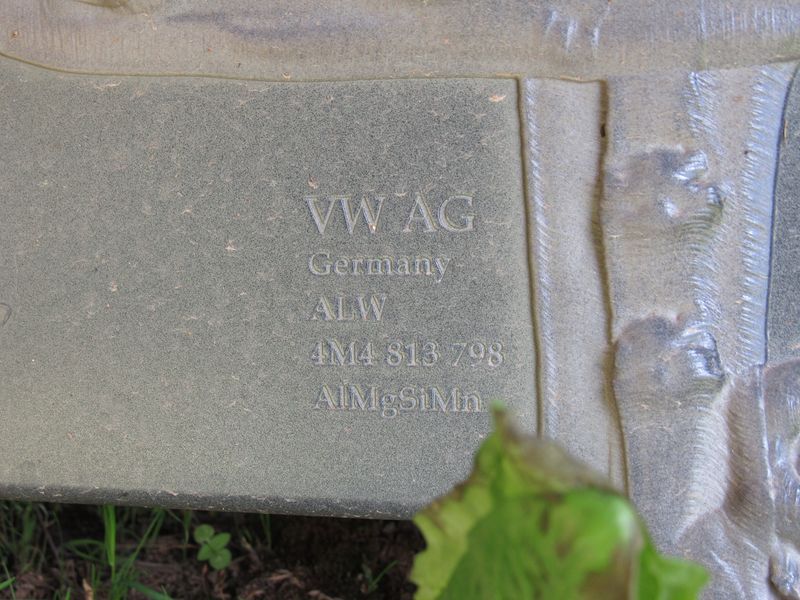 VW AG
Germany
ALW
4M4 813 798
AlMgSiMn